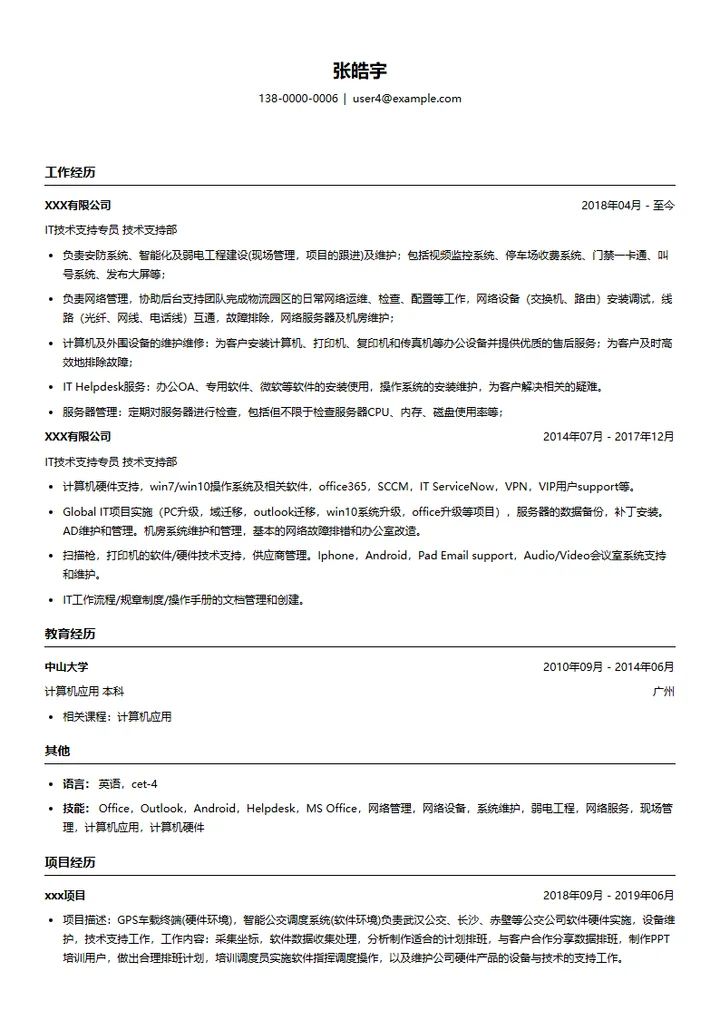 张皓宇
138-0000-0006 | user4@example.com
工作经历
XXX有限公司 2018年04月 - 至今
IT技术支持专员 技术支持部
• 负责安防系统、智能化及弱电工程建设(现场管理，项目的跟进)及维护；包括视频监控系统、停车场收费系统、门禁一卡通、叫
号系统、发布大屏等；
• 负责网络管理，协助后台支持团队完成物流园区的日常网络运维、检查、配置等工作，网络设备（交换机、路由）安装调试，线
路（光纤、网线、电话线）互通，故障排除，网络服务器及机房维护；
• 计算机及外围设备的维护维修：为客户安装计算机、打印机、复印机和传真机等办公设备并提供优质的售后服务；为客户及时高
效地排除故障；
• IT Helpdesk服务：办公OA、专用软件、微软等软件的安装使用，操作系统的安装维护，为客户解决相关的疑难。
• 服务器管理：定期对服务器进行检查，包括但不限于检查服务器CPU、内存、磁盘使用率等；
XXX有限公司 2014年07月 - 2017年12月
IT技术支持专员 技术支持部
• 计算机硬件支持，win7/win10操作系统及相关软件，office365，SCCM，IT ServiceNow，VPN，VIP用户support等。
• Global IT项目实施（PC升级，域迁移，outlook迁移，win10系统升级，office升级等项目），服务器的数据备份，补丁安装。
AD维护和管理。机房系统维护和管理，基本的网络故障排错和办公室改造。
• 扫描枪，打印机的软件/硬件技术支持，供应商管理。Iphone，Android，Pad Email support，Audio/Video会议室系统支持
和维护。
• IT工作流程/规章制度/操作手册的文档管理和创建。
教育经历
中山大学 2010年09月 - 2014年06月
计算机应用 本科 广州
• 相关课程：计算机应用
其他
• 语言： 英语，cet-4
• 技能： Office，Outlook，Android，Helpdesk，MS Office，网络管理，网络设备，系统维护，弱电工程，网络服务，现场管
理，计算机应用，计算机硬件
项目经历
xxx项目 2018年09月 - 2019年06月
• 项目描述：GPS车载终端(硬件环境)，智能公交调度系统(软件环境)负责武汉公交、长沙、赤壁等公交公司软件硬件实施，设备维
护，技术支持工作，工作内容：采集坐标，软件数据收集处理，分析制作适合的计划排班，与客户合作分享数据排班，制作PPT
培训用户，做出合理排班计划，培训调度员实施软件指挥调度操作，以及维护公司硬件产品的设备与技术的支持工作。